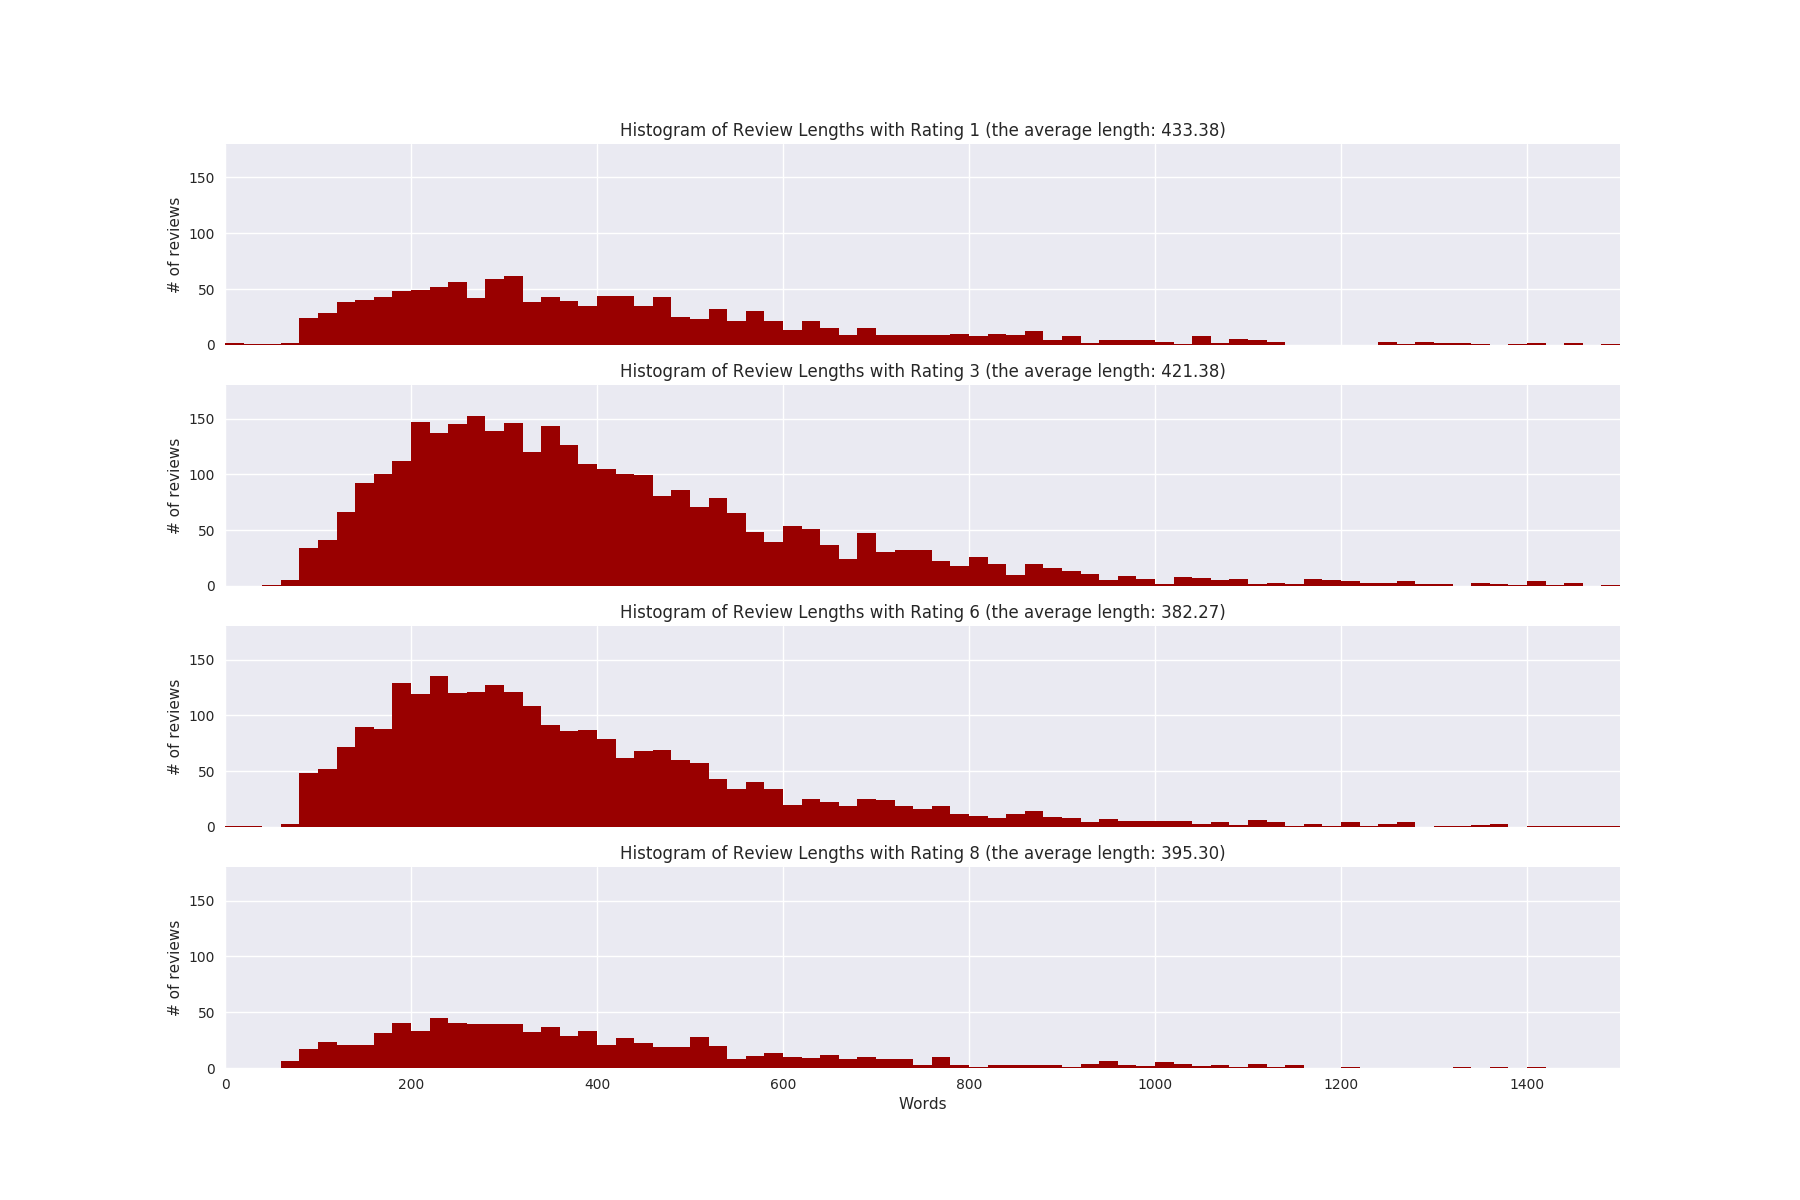 Histogram of Review Lengths with Rating 1 (the average length: 433.38)
150
100
50
0
# of reviews
Histogram of Review Lengths with Rating 3 (the average length: 421.38)
150
100
50
0
# of reviews
Histogram of Review Lengths with Rating 6 (the average length: 382.27)
150
100
50
0
# of reviews
Histogram of Review Lengths with Rating 8 (the average length: 395.30)
150
100
50
0
# of reviews
0 200 400 600 800 1000 1200 1400
Words